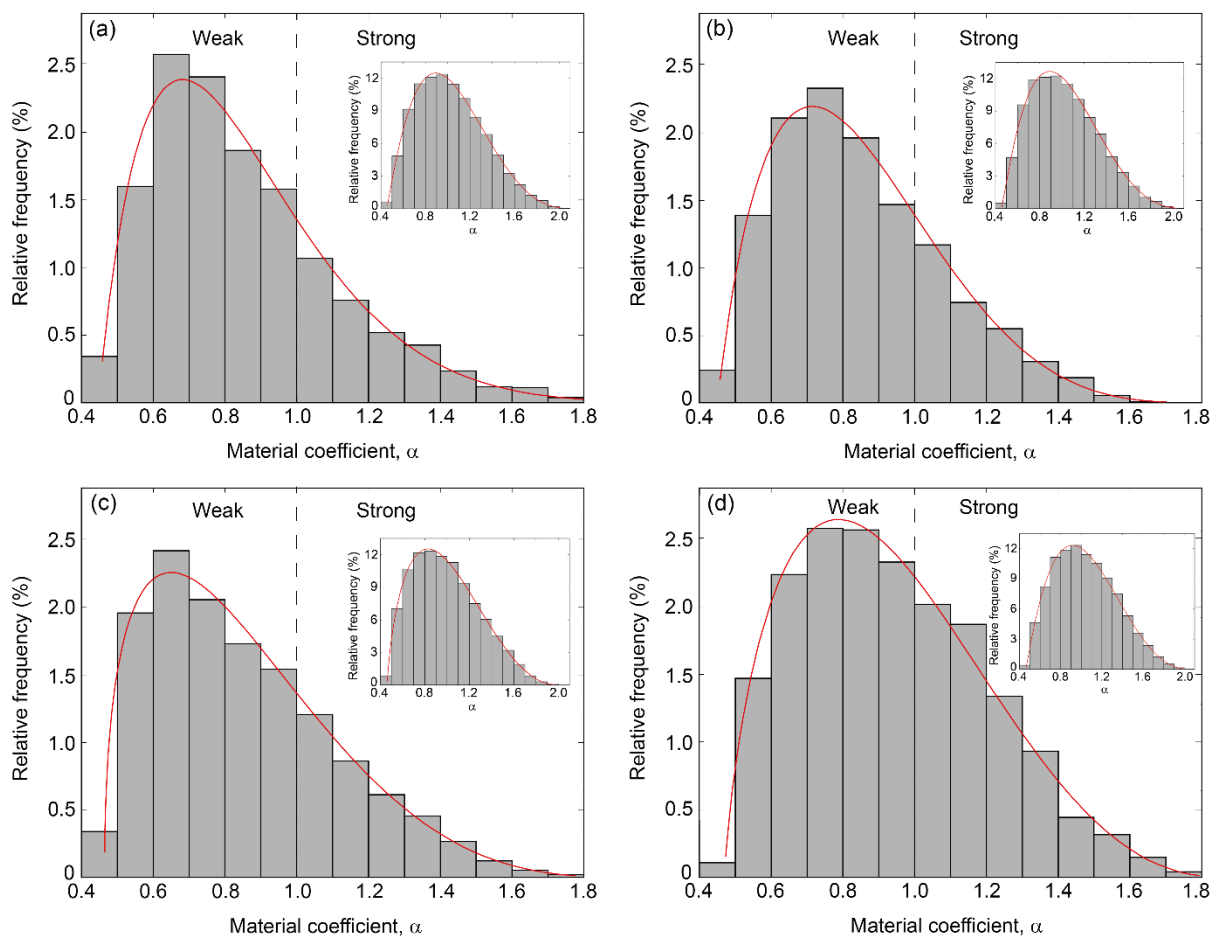 (a)
Weak
Strong
Relative frequency (%)
2.5
2.0
1.5
1.0
0.5
0
0.4 0.6 0.8 1.0 1.2 1.4 1.6 1.8
Material coefficient, α
Relative frequency (%)
12
9
6
3
0.4 0.8 1.2 1.6 2.0
α
(b)
Weak
Strong
Relative frequency (%)
2.5
2.0
1.5
1.0
0.5
0
0.4 0.6 0.8 1.0 1.2 1.4 1.6 1.8
Material coefficient, α
Relative frequency (%)
12
9
6
3
0.4 0.8 1.2 1.6 2.0
α
(c)
Weak
Strong
Relative frequency (%)
2.5
2.0
1.5
1.0
0.5
0
0.4 0.6 0.8 1.0 1.2 1.4 1.6 1.8
Material coefficient, α
Relative frequency (%)
12
9
6
3
0.4 0.8 1.2 1.6 2.0
α
(d)
Weak
Strong
Relative frequency (%)
2.5
2.0
1.5
1.0
0.5
0
0.4 0.6 0.8 1.0 1.2 1.4 1.6 1.8
Material coefficient, α
Relative frequency (%)
12
9
6
3
0.4 0.8 1.2 1.6 2.0
α